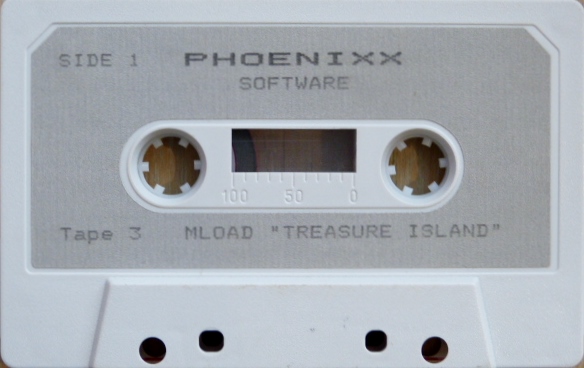 SIDE 1 PHOENIXX
SOFTWARE
100 50 0
Tape 3 MLOAD "TREASURE ISLAND"